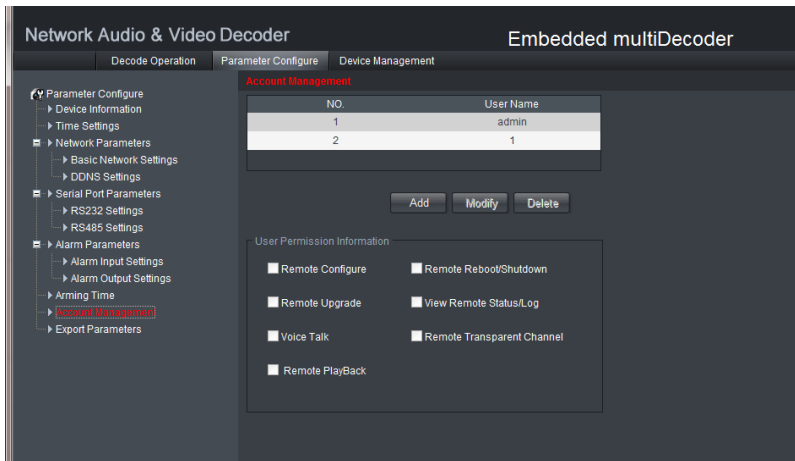 Network Audio & Video Decoder
Embedded multiDecoder
Decode Operation Parameter Configure Device Management
Parameter Configure
Device Information
Time Settings
Network Parameters
Basic Network Settings
DDNS Settings
Serial Port Parameters
RS232 Settings
RS485 Settings
Alarm Parameters
Alarm Input Settings
Alarm Output Settings
Arming Time
Account Management
Export Parameters
Account Management
NO. User Name
1 admin
2 1
Add Modify Delete
User Permission Information
Remote Configure Remote Reboot/Shutdown
Remote Upgrade View Remote Status/Log
Voice Talk Remote Transparent Channel
Remote PlayBack